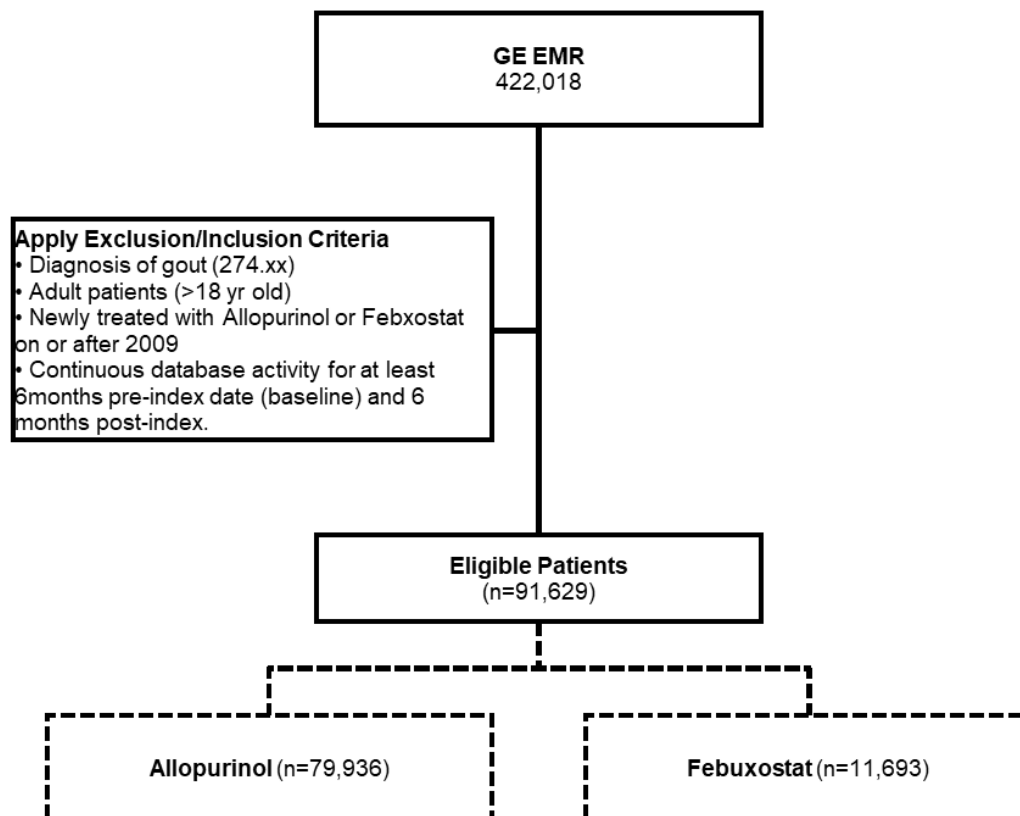 GE EMR
422,018
Apply Exclusion/Inclusion Criteria
• Diagnosis of gout (274.xx)
• Adult patients (>18 yr old)
• Newly treated with Allopurinol or Febxostat
on or after 2009
• Continuous database activity for at least
6months pre-index date (baseline) and 6
months post-index.
Eligible Patients
(n=91,629)
Allopurinol (n=79,936)
Febuxostat (n=11,693)